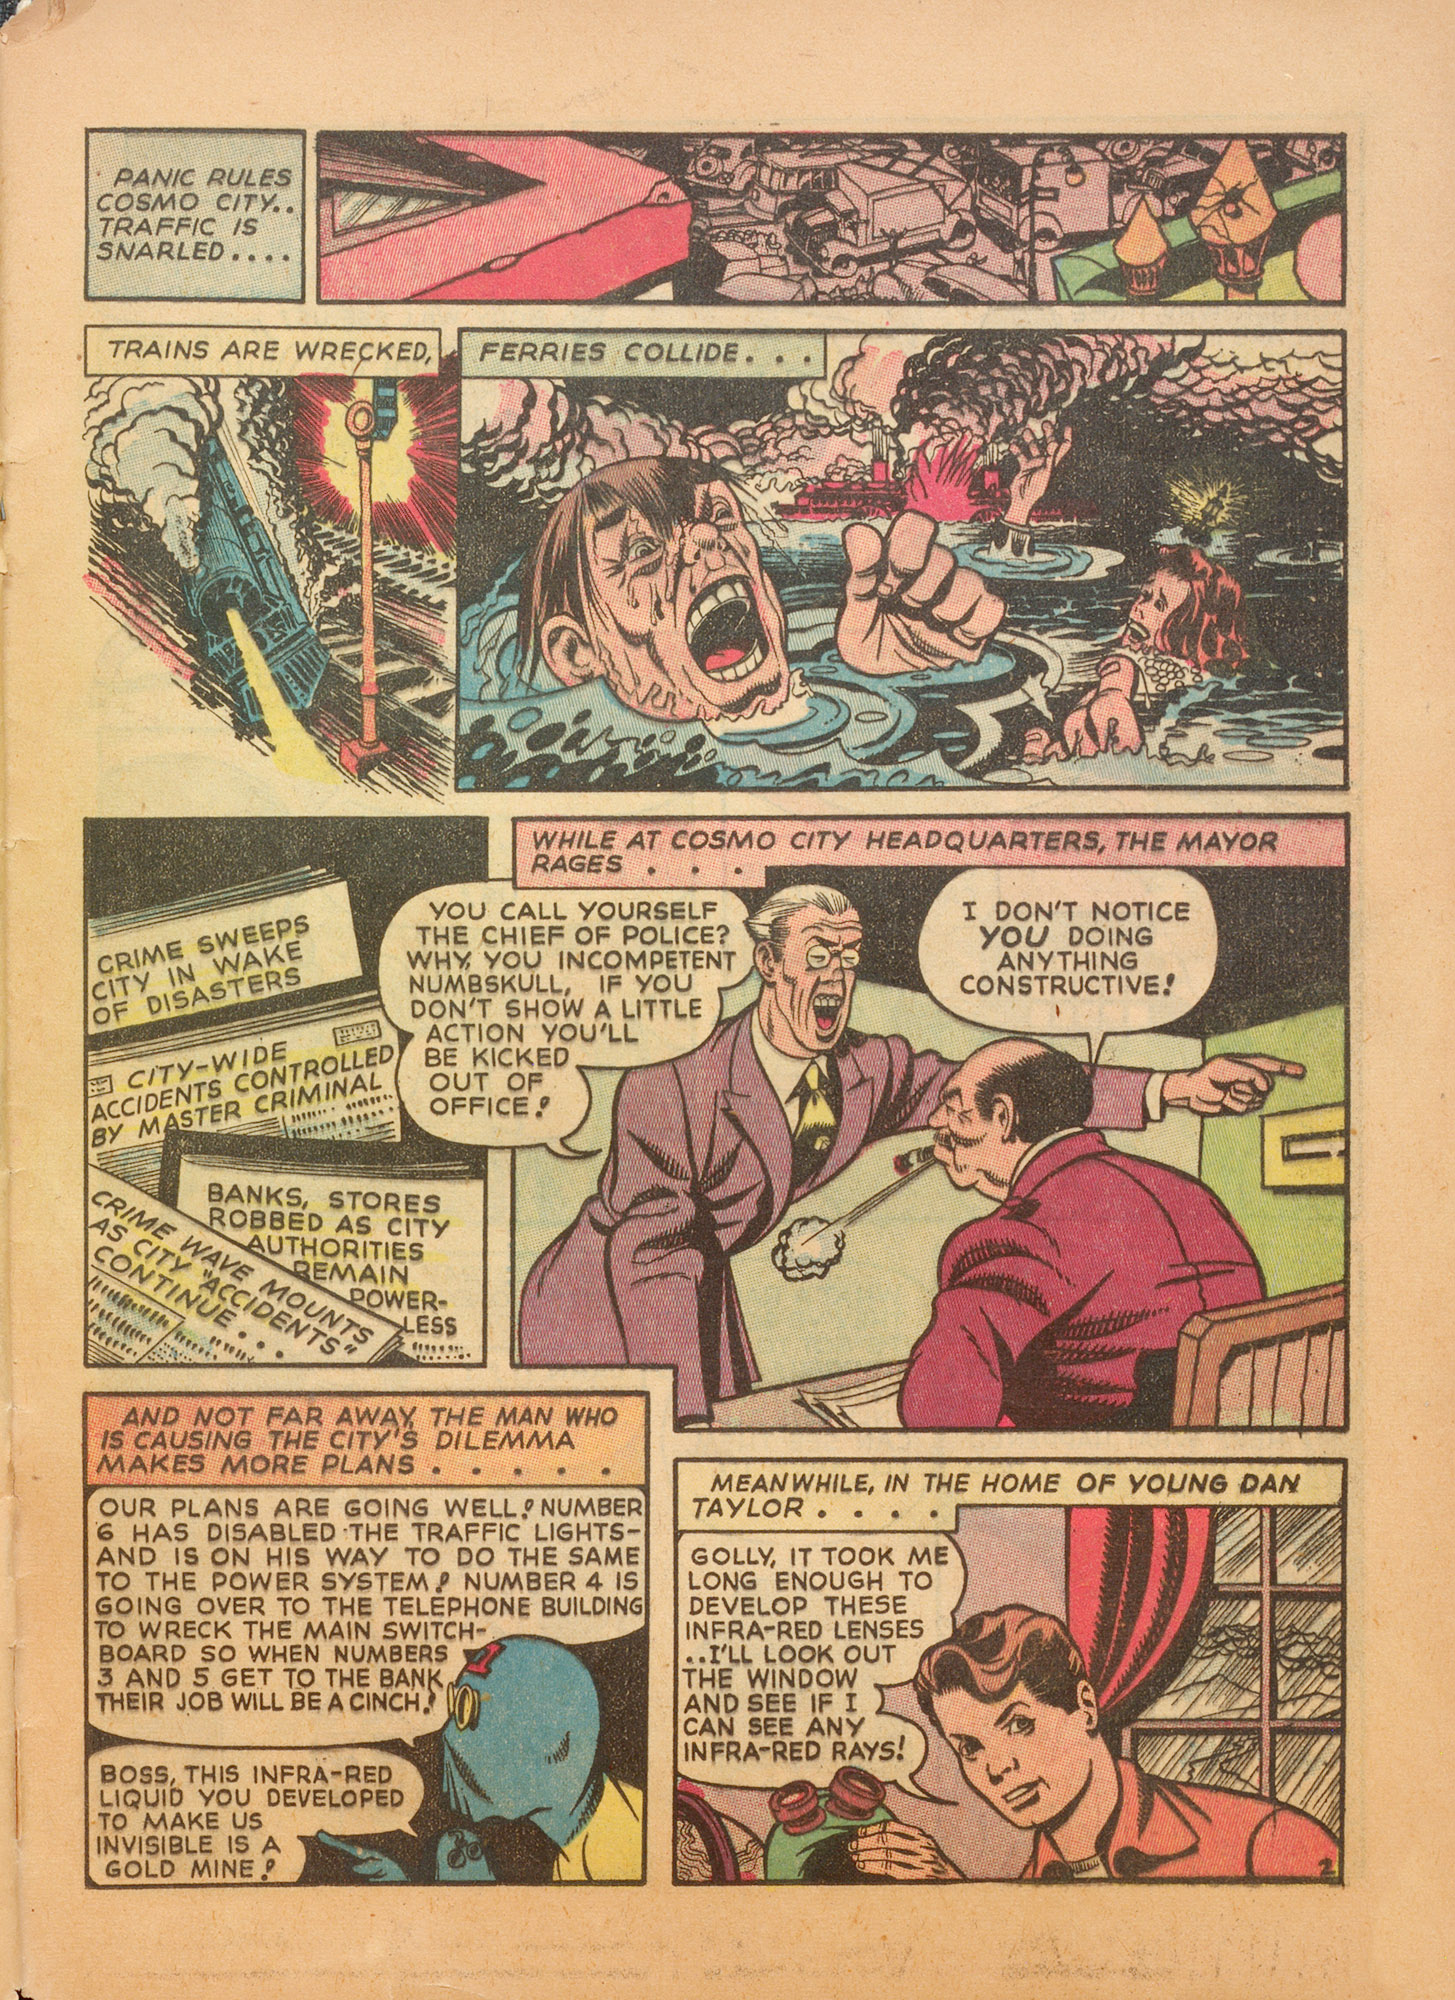 PANIC RULES
COSMO CITY..
TRAFFIC IS
SNARLED....
TRAINS ARE WRECKED,
FERRIES COLLIDE...
CRIME SWEEPS
CITY IN WAKE
OF DISASTERS
CITY-WIDE
ACCIDENTS CONTROLLED
BY MASTER CRIMINAL
BANKS, STORES
ROBBED AS CITY
AUTHORITIES
REMAIN
POWER-
LESS
CRIME WAVE MOUNTS
AS CITY "ACCIDENTS"
CONTINUE...
WHILE AT COSMO CITY HEADQUARTERS, THE MAYOR
RAGES...
YOU CALL YOURSELF
THE CHIEF OF POLICE?
WHY, YOU INCOMPETENT
NUMBSKULL, IF YOU
DON'T SHOW A LITTLE
ACTION YOU'LL
BE KICKED
OUT OF
OFFICE!
I DON'T NOTICE
YOU DOING
ANYTHING
CONSTRUCTIVE!
AND NOT FAR AWAY, THE MAN WHO
IS CAUSING THE CITY'S DILEMMA
MAKES MORE PLANS.....
OUR PLANS ARE GOING WELL! NUMBER
6 HAS DISABLED THE TRAFFIC LIGHTS-
AND IS ON HIS WAY TO DO THE SAME
TO THE POWER SYSTEM! NUMBER 4 IS
GOING OVER TO THE TELEPHONE BUILDING
TO WRECK THE MAIN SWITCH-
BOARD SO WHEN NUMBERS
3 AND 5 GET TO THE BANK,
THEIR JOB WILL BE A CINCH!
1
BOSS, THIS INFRA-RED
LIQUID YOU DEVELOPED
TO MAKE US
INVISIBLE IS A
GOLD MINE!
MEANWHILE, IN THE HOME OF YOUNG DAN
TAYLOR....
GOLLY, IT TOOK ME
LONG ENOUGH TO
DEVELOP THESE
INFRA-RED LENSES
..I'LL LOOK OUT
THE WINDOW
AND SEE IF I
CAN SEE ANY
INFRA-RED RAYS!
2